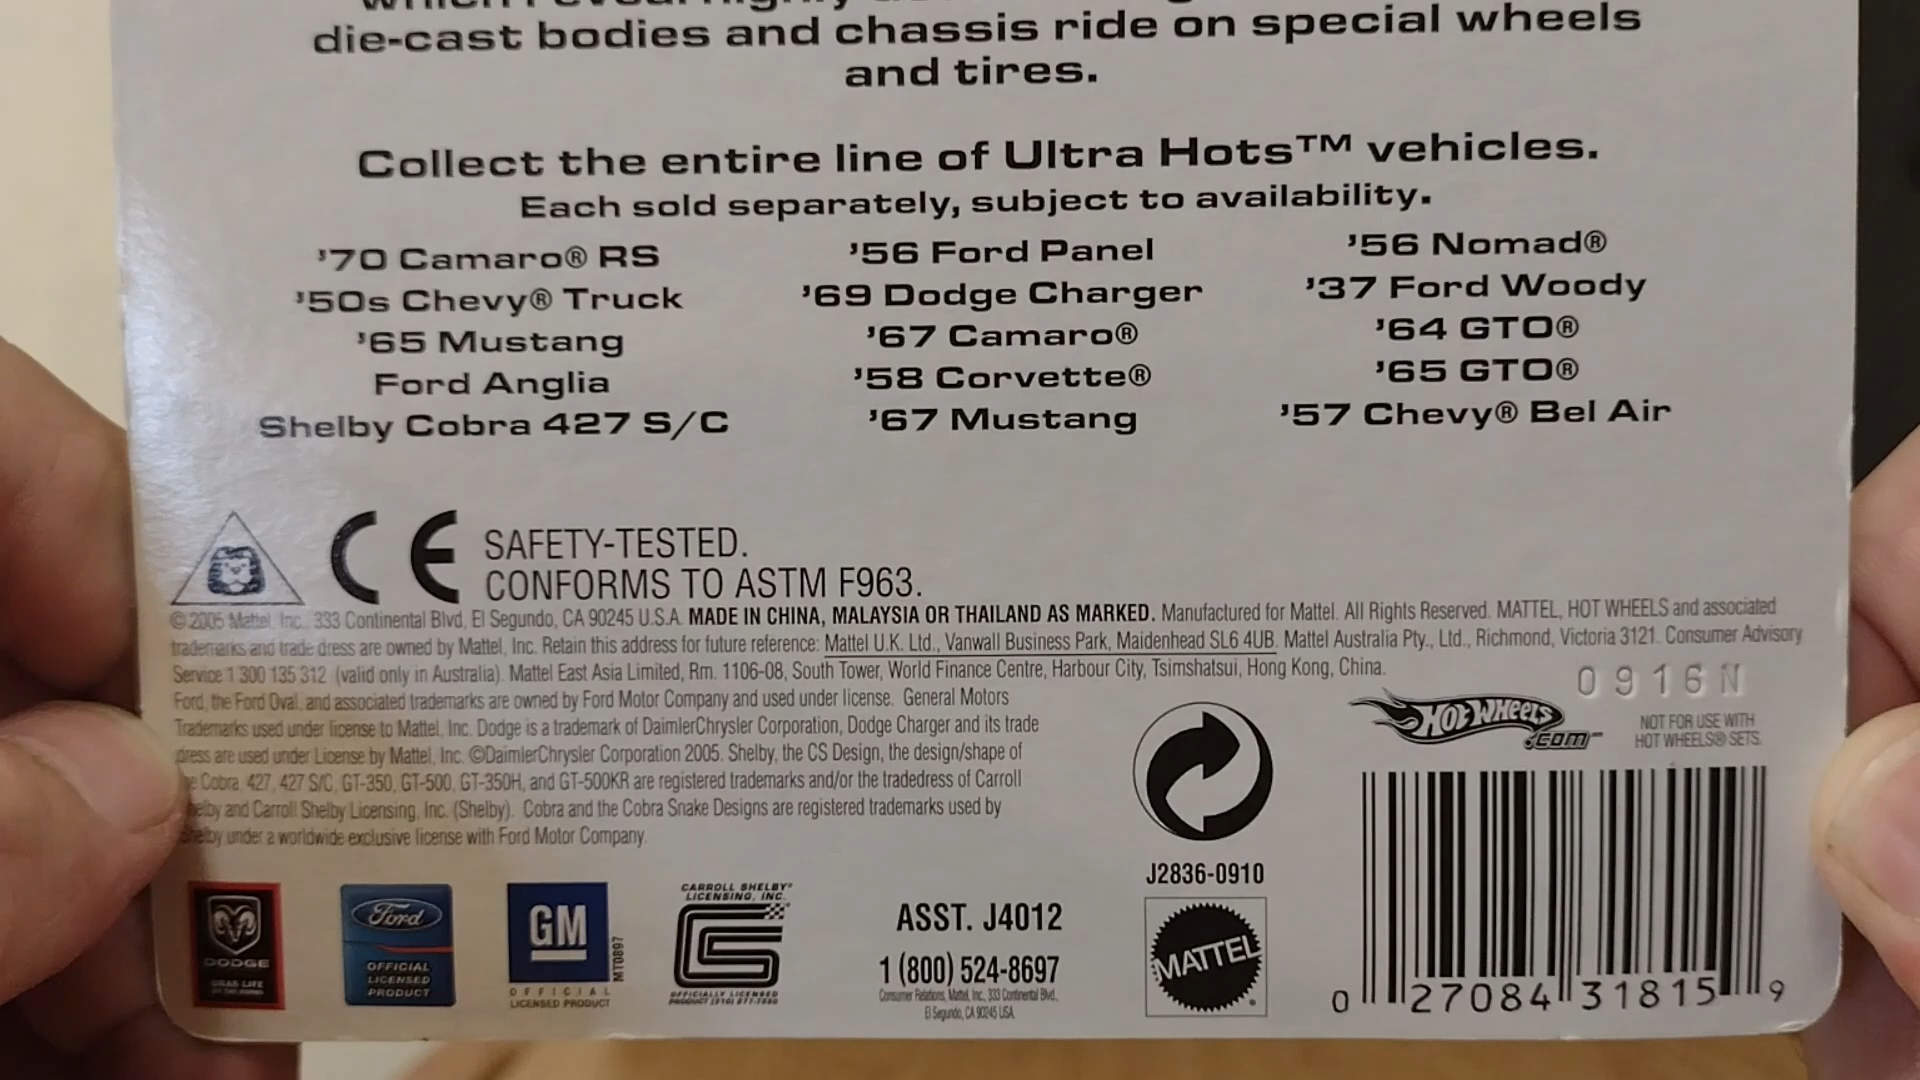 die-cast bodies and chassis ride on special wheels
and tires.
Collect the entire line of Ultra Hots™ vehicles.
Each sold separately, subject to availability.
'70 Camaro® RS
'50s Chevy® Truck
'65 Mustang
Ford Anglia
Shelby Cobra 427 S/C
'56 Ford Panel
'69 Dodge Charger
'67 Camaro®
'58 Corvette®
'67 Mustang
'56 Nomad®
'37 Ford Woody
'64 GTO®
'65 GTO®
'57 Chevy® Bel Air
CE
SAFETY-TESTED.
CONFORMS TO ASTM F963.
©2005 Mattel, Inc. 333 Continental Blvd, El Segundo, CA 90245 U.S.A. MADE IN CHINA, MALAYSIA OR THAILAND AS MARKED. Manufactured for Mattel. All Rights Reserved. MATTEL, HOT WHEELS and associated
trademarks and trade dress are owned by Mattel, Inc. Retain this address for future reference: Mattel U.K. Ltd., Vanwall Business Park, Maidenhead SL6 4UB. Mattel Australia Pty., Ltd., Richmond, Victoria 3121. Consumer Advisory
Service 1 300 135 312 (valid only in Australia). Mattel East Asia Limited, Rm. 1106-08, South Tower, World Finance Centre, Harbour City, Tsimshatsui, Hong Kong, China.
Ford, the Ford Oval, and associated trademarks are owned by Ford Motor Company and used under license. General Motors
Trademarks used under license to Mattel, Inc. Dodge is a trademark of DaimlerChrysler Corporation, Dodge Charger and its trade
dress are used under License by Mattel, Inc. ©DaimlerChrysler Corporation 2005. Shelby, the CS Design, the design/shape of
Cobra, 427, 427 S/C, GT-350, GT-500, GT-350H, and GT-500KR are registered trademarks and/or the tradedress of Carroll
Shelby and Carroll Shelby Licensing, Inc. (Shelby). Cobra and the Cobra Snake Designs are registered trademarks used by
Shelby under a worldwide exclusive license with Ford Motor Company.
0916N
HOT WHEELS
.com™
NOT FOR USE WITH
HOT WHEELS® SETS.
J2836-0910
DODGE
GRAB LIFE
Ford
OFFICIAL
LICENSED
PRODUCT
GM
OFFICIAL
LICENSED PRODUCT
MT0897
CARROLL SHELBY
LICENSING, INC.
OFFICIALLY LICENSED
ASST. J4012
1 (800) 524-8697
Consumer Relations, Mattel, Inc., 333 Continental Blvd.,
El Segundo, CA 90245 USA
MATTEL
0 27084 31815 9